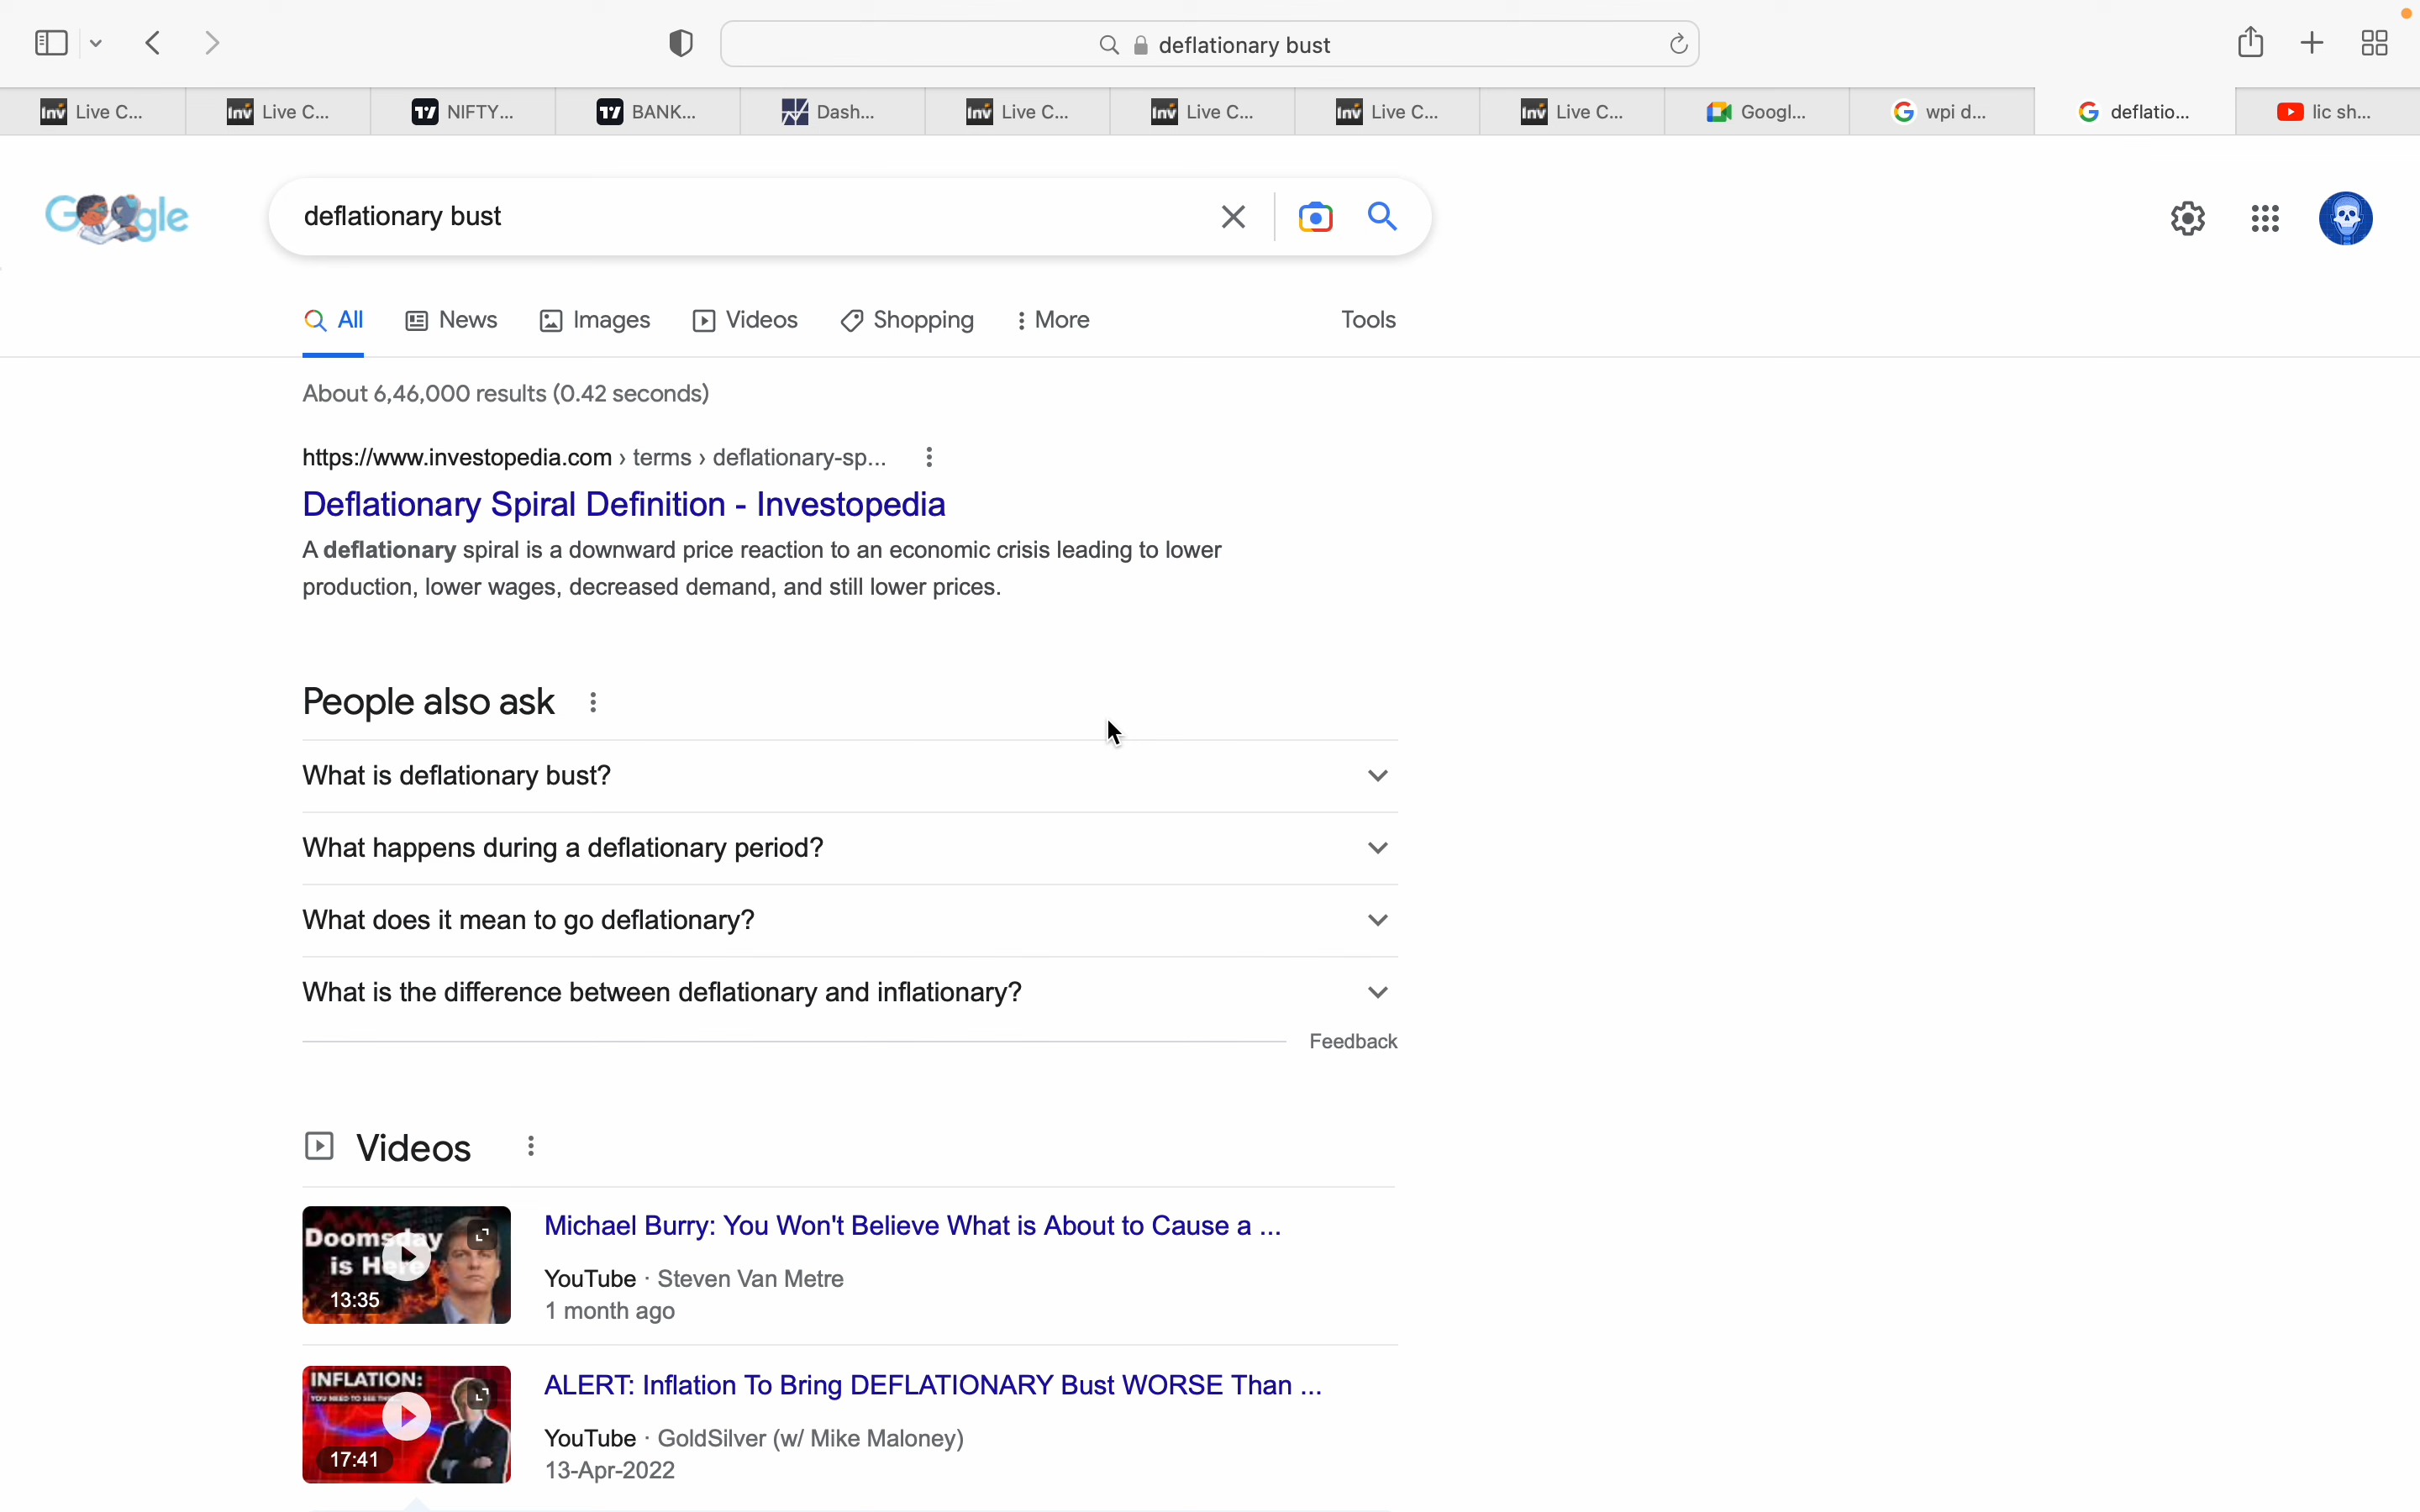 deflationary bust
Live C...
Live C...
NIFTY...
BANK...
Dash...
Live C...
Live C...
Live C...
Live C...
Googl...
wpi d...
deflatio...
lic sh...
Google
deflationary bust
All
News
Images
Videos
Shopping
More
Tools
About 6,46,000 results (0.42 seconds)
https://www.investopedia.com › terms › deflationary-sp...
Deflationary Spiral Definition - Investopedia
A deflationary spiral is a downward price reaction to an economic crisis leading to lower
production, lower wages, decreased demand, and still lower prices.
People also ask
What is deflationary bust?
What happens during a deflationary period?
What does it mean to go deflationary?
What is the difference between deflationary and inflationary?
Feedback
Videos
Doomsday
is Here
13:35
Michael Burry: You Won't Believe What is About to Cause a ...
YouTube · Steven Van Metre
1 month ago
INFLATION:
YOU NEED TO SEE THIS
17:41
ALERT: Inflation To Bring DEFLATIONARY Bust WORSE Than ...
YouTube · GoldSilver (w/ Mike Maloney)
13-Apr-2022